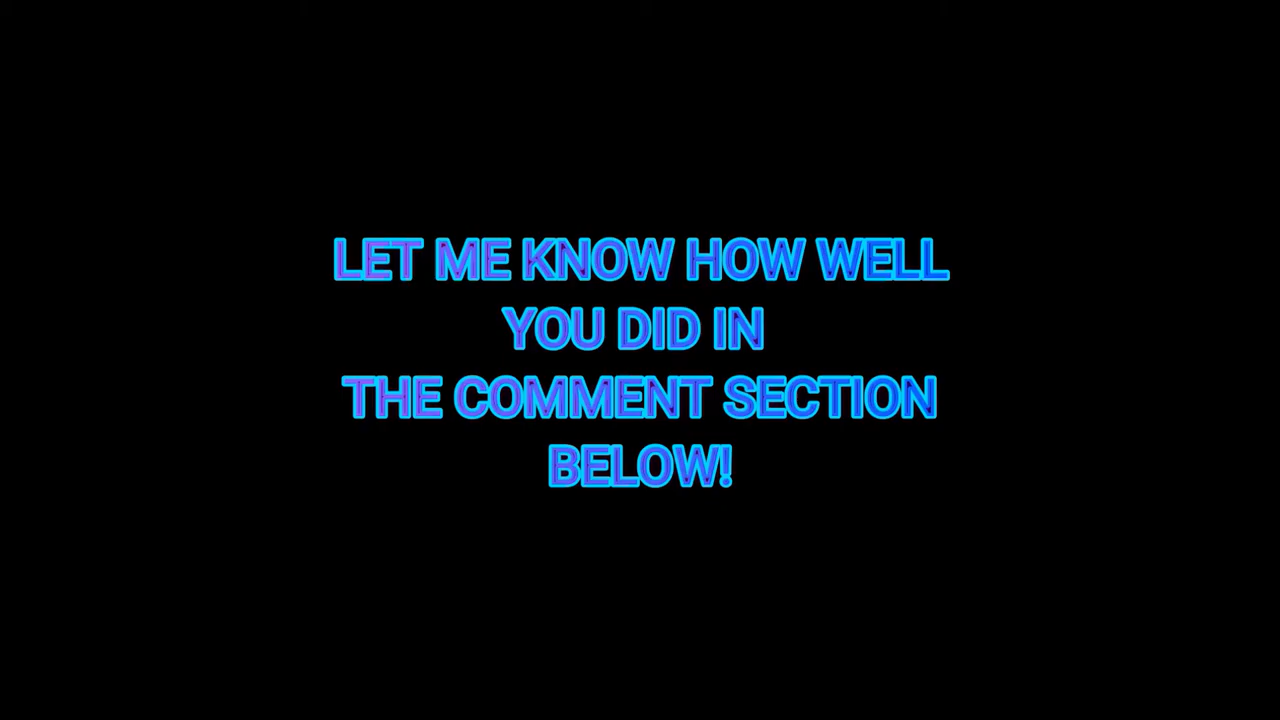 LET ME KNOW HOW WELL
YOU DID IN
THE COMMENT SECTION
BELOW!